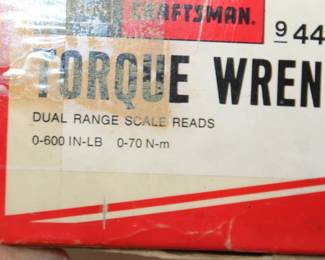 CRAFTSMAN®
9 44
TORQUE WREN
DUAL RANGE SCALE READS
0-600 IN-LB 0-70 N-m